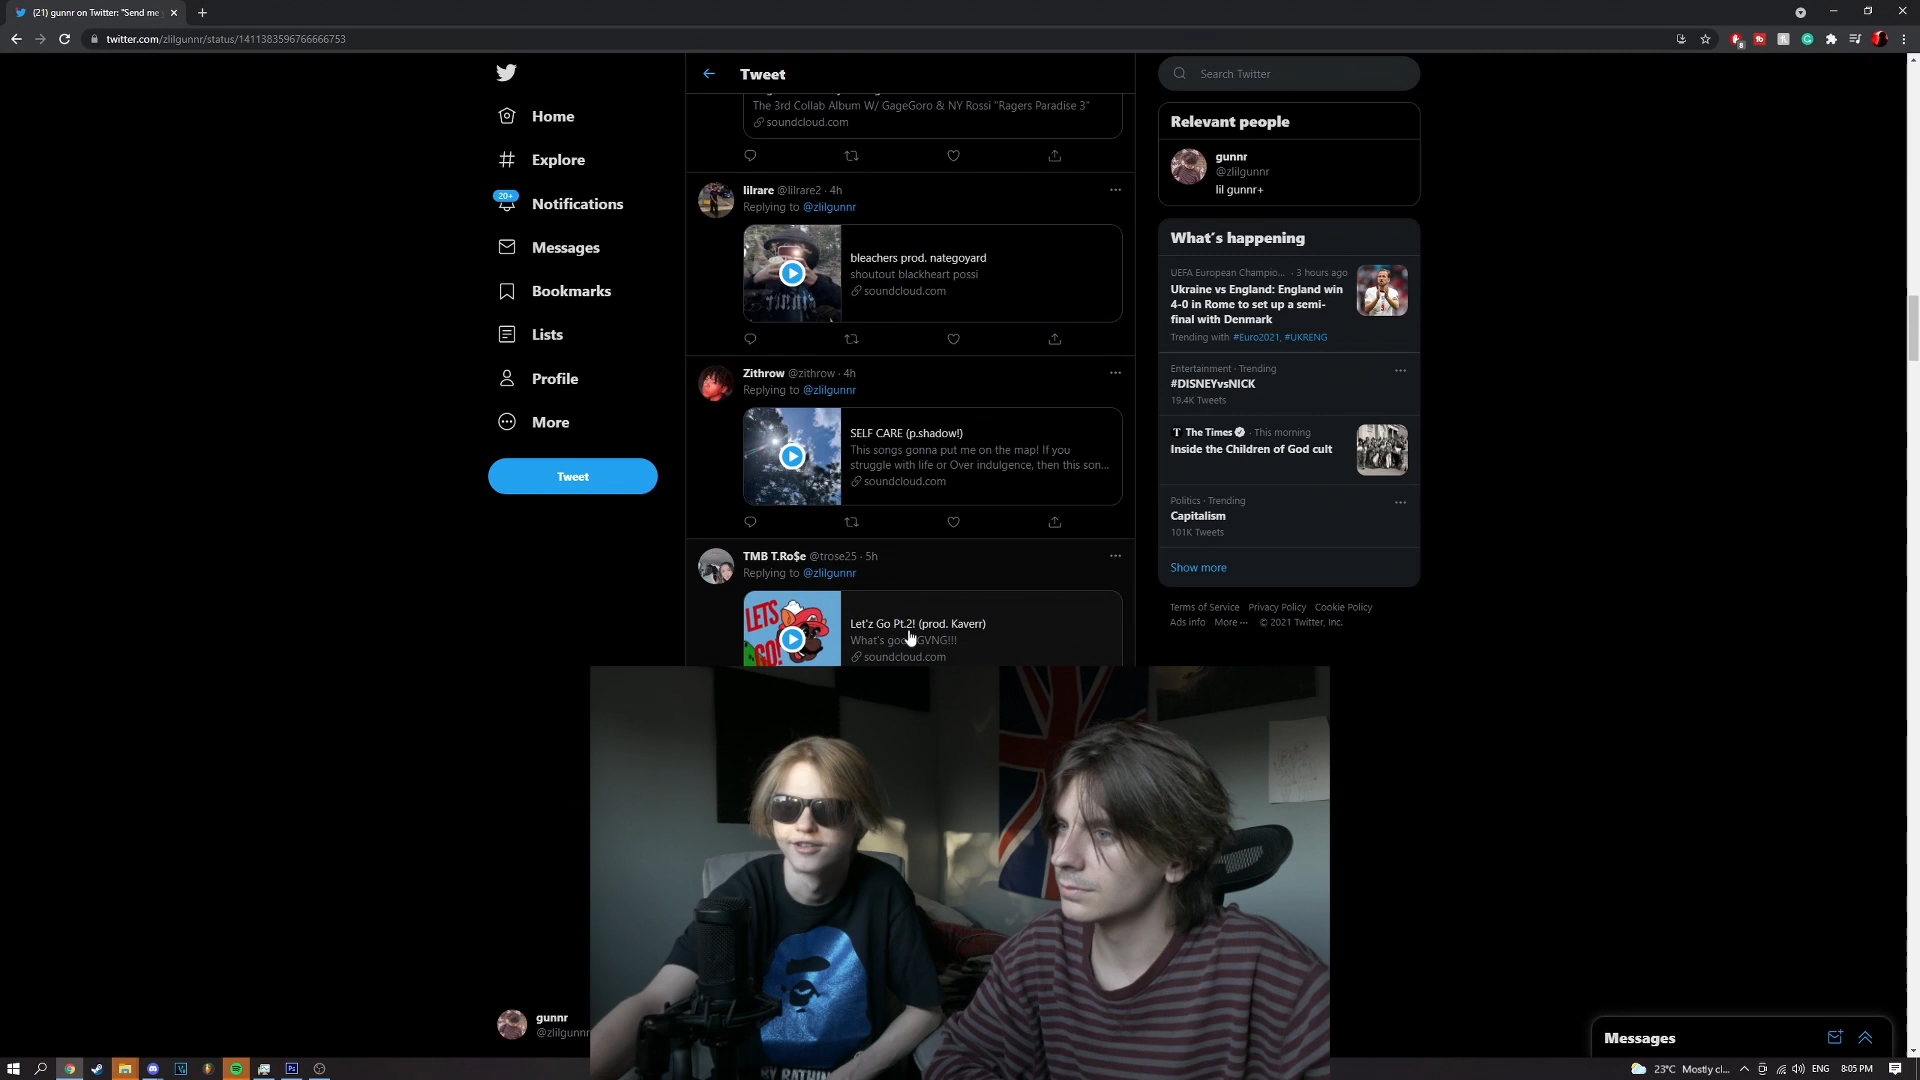 (21) gunnr on Twitter: "Send me
twitter.com/zlilgunnr/status/1411383596766666753
Home
Explore
20+
Notifications
Messages
Bookmarks
Lists
Profile
More
Tweet
gunnr
@zlilgunnr
Tweet
The 3rd Collab Album W/ GageGoro & NY Rossi "Ragers Paradise 3"
soundcloud.com
lilrare @lilrare2 · 4h
Replying to @zlilgunnr
bleachers prod. nategoyard
shoutout blackheart possi
soundcloud.com
Zithrow @zithrow · 4h
Replying to @zlilgunnr
SELF CARE (p.shadow!)
This songs gonna put me on the map! If you
struggle with life or Over indulgence, then this son...
soundcloud.com
TMB T.Ro$e @trose25 · 5h
Replying to @zlilgunnr
LETS
GO!
Let'z Go Pt.2! (prod. Kaverr)
What's goo GVNG!!!
soundcloud.com
Search Twitter
Relevant people
gunnr
@zlilgunnr
lil gunnr+
What's happening
UEFA European Champio... · 3 hours ago
Ukraine vs England: England win
4-0 in Rome to set up a semi-
final with Denmark
Trending with #Euro2021, #UKRENG
Entertainment · Trending
#DISNEYvsNICK
19.4K Tweets
The Times · This morning
Inside the Children of God cult
Politics · Trending
Capitalism
101K Tweets
Show more
Terms of Service Privacy Policy Cookie Policy
Ads info More ··· © 2021 Twitter, Inc.
Messages
23°C Mostly cl... ENG 8:05 PM